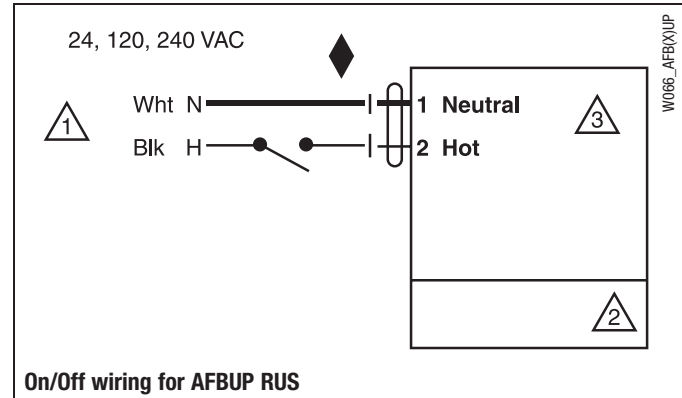 24, 120, 240 VAC
W066_AFB(X)UP
1
Wht N
1 Neutral
3
Blk H
2 Hot
2
On/Off wiring for AFBUP RUS